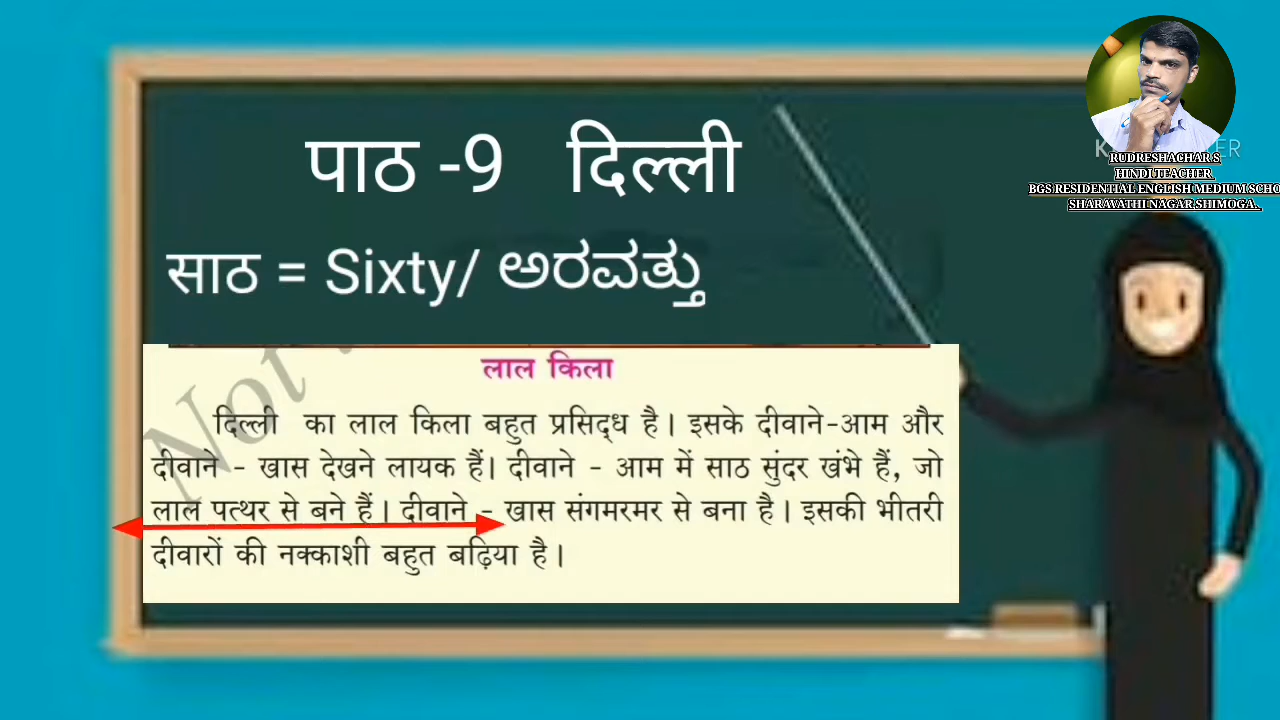 पाठ -9 दिल्ली
साठ = Sixty/ ಅರವತ್ತು
लाल किला
दिल्ली का लाल किला बहुत प्रसिद्ध है। इसके दीवाने-आम और
दीवाने - खास देखने लायक हैं। दीवाने - आम में साठ सुंदर खंभे हैं, जो
लाल पत्थर से बने हैं। दीवाने - खास संगमरमर से बना है। इसकी भीतरी
दीवारों की नक्काशी बहुत बढ़िया है।
Not
RUDRESHACHAR S
HINDI TEACHER
BGS RESIDENTIAL ENGLISH MEDIUM SCHO
SHARAVATHI NAGAR SHIMOGA..